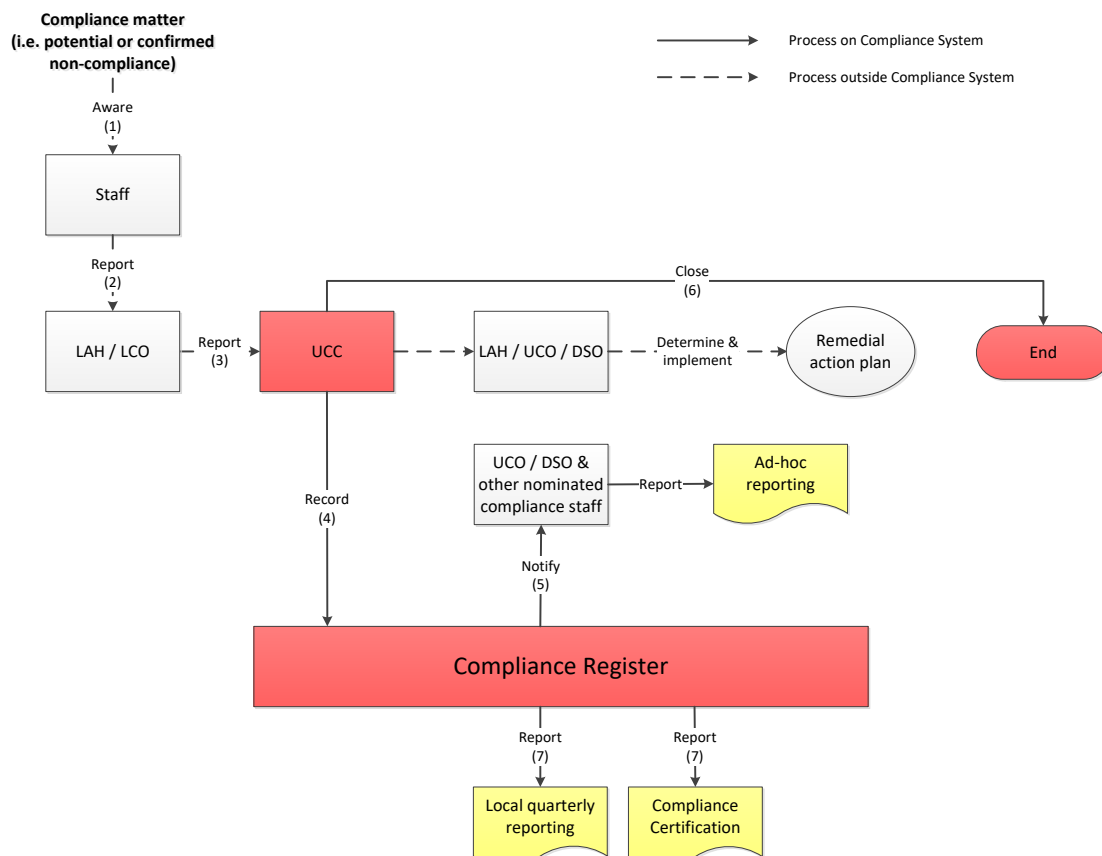 Compliance matter
(i.e. potential or confirmed
non-compliance)
Process on Compliance System
Process outside Compliance System
Aware
(1)
Staff
Report
(2)
Close
(6)
LAH / LCO
Report
(3)
UCC
LAH / UCO / DSO
Determine &
implement
Remedial
action plan
End
Record
(4)
UCO / DSO &
other nominated
compliance staff
Report
Ad-hoc
reporting
Notify
(5)
Compliance Register
Report
(7)
Report
(7)
Local quarterly
reporting
Compliance
Certification